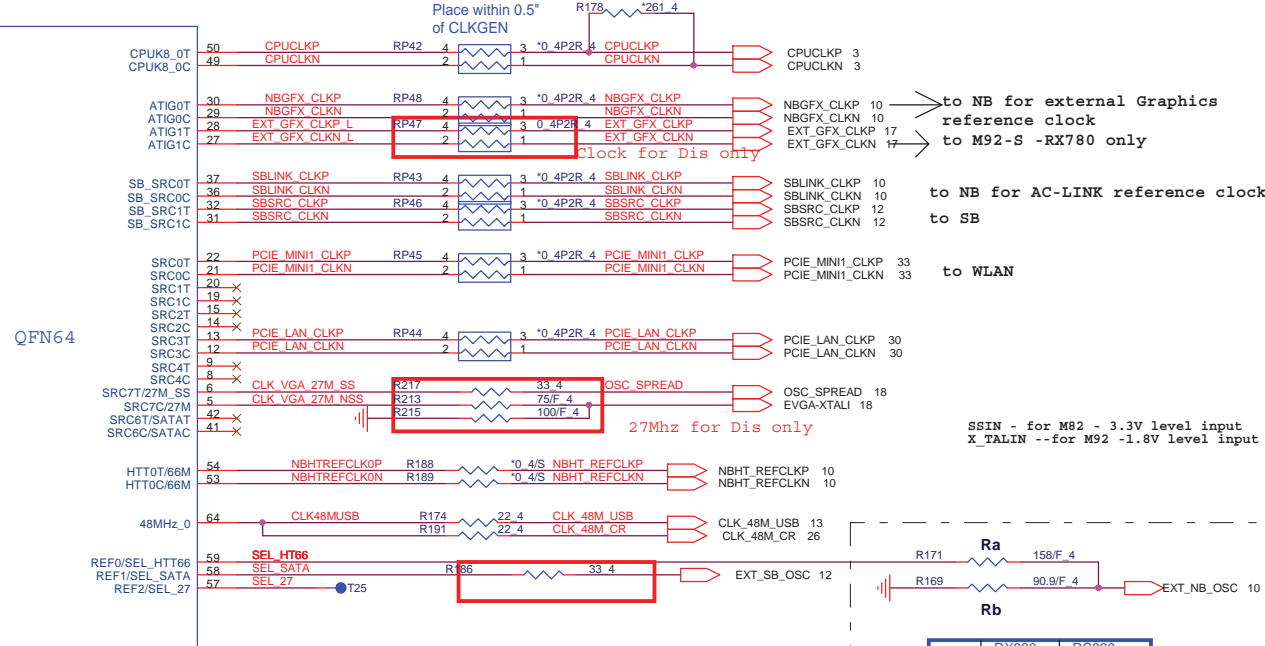 Place within 0.5"
of CLKGEN
R178 *261_4
CPUK8_0T 50 CPUCLKP RP42 4 3 *0_4P2R_4 CPUCLKP CPUCLKP 3
CPUK8_0C 49 CPUCLKN 2 1 CPUCLKN CPUCLKN 3
ATIG0T 30 NBGFX_CLKP RP48 4 3 *0_4P2R_4 NBGFX_CLKP NBGFX_CLKP 10 to NB for external Graphics
ATIG0C 29 NBGFX_CLKN 2 1 NBGFX_CLKN NBGFX_CLKN 10 reference clock
ATIG1T 28 EXT_GFX_CLKP_L RP47 4 3 0_4P2R_4 EXT_GFX_CLKP EXT_GFX_CLKP 17
ATIG1C 27 EXT_GFX_CLKN_L 2 1 EXT_GFX_CLKN EXT_GFX_CLKN 17 to M92-S -RX780 only
Clock for Dis only
SB_SRC0T 37 SBLINK_CLKP RP43 4 3 *0_4P2R_4 SBLINK_CLKP SBLINK_CLKP 10
SB_SRC0C 36 SBLINK_CLKN 2 1 SBLINK_CLKN SBLINK_CLKN 10 to NB for AC-LINK reference clock
SB_SRC1T 32 SBSRC_CLKP RP46 4 3 *0_4P2R_4 SBSRC_CLKP SBSRC_CLKP 12
SB_SRC1C 31 SBSRC_CLKN 2 1 SBSRC_CLKN SBSRC_CLKN 12 to SB
SRC0T 22 PCIE_MINI1_CLKP RP45 4 3 *0_4P2R_4 PCIE_MINI1_CLKP PCIE_MINI1_CLKP 33
SRC0C 21 PCIE_MINI1_CLKN 2 1 PCIE_MINI1_CLKN PCIE_MINI1_CLKN 33 to WLAN
SRC1T 20
SRC1C 19
SRC2T 15
SRC2C 14
QFN64
SRC3T 13 PCIE_LAN_CLKP RP44 4 3 *0_4P2R_4 PCIE_LAN_CLKP PCIE_LAN_CLKP 30
SRC3C 12 PCIE_LAN_CLKN 2 1 PCIE_LAN_CLKN PCIE_LAN_CLKN 30
SRC4T 9
SRC4C 8
SRC7T/27M_SS 6 CLK_VGA_27M_SS R217 33_4 OSC_SPREAD OSC_SPREAD 18
SRC7C/27M 5 CLK_VGA_27M_NSS R213 75/F_4 EVGA-XTALI 18
SRC6T/SATAT 42 R215 100/F_4
SRC6C/SATAC 41
27Mhz for Dis only
SSIN - for M82 - 3.3V level input
X_TALIN --for M92 -1.8V level input
HTT0T/66M 54 NBHTREFCLK0P R188 *0_4/S NBHT_REFCLKP NBHT_REFCLKP 10
HTT0C/66M 53 NBHTREFCLK0N R189 *0_4/S NBHT_REFCLKN NBHT_REFCLKN 10
48MHz_0 64 CLK48MUSB R174 22_4 CLK_48M_USB CLK_48M_USB 13
R191 22_4 CLK_48M_CR CLK_48M_CR 26
REF0/SEL_HTT66 59 SEL_HT66
REF1/SEL_SATA 58 SEL_SATA R186 33_4 EXT_SB_OSC 12
REF2/SEL_27 57 SEL_27 T25
Ra
R171 158/F_4
R169 90.9/F_4 EXT_NB_OSC 10
Rb